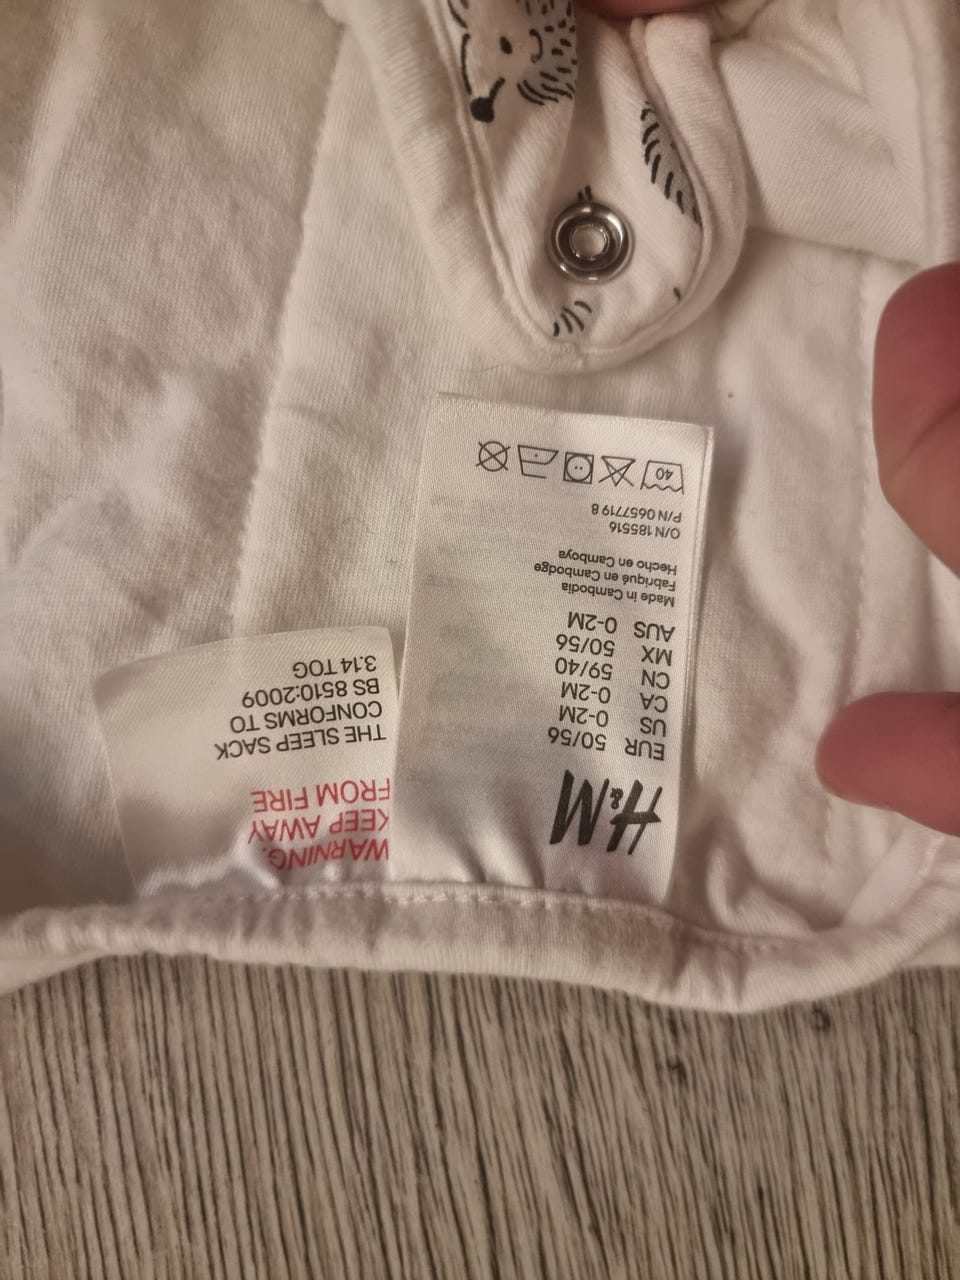 H&M
EUR 50/56
US 0-2M
CA 0-2M
CN 59/40
MX 50/56
AUS 0-2M
Made in Cambodia
Fabriqué en Cambodge
Hecho en Camboya
O/N 185516
P/N 0657719 8
40
WARNING.
KEEP AWAY
FROM FIRE
THE SLEEP SACK
CONFORMS TO
BS 8510:2009
3.14 TOG